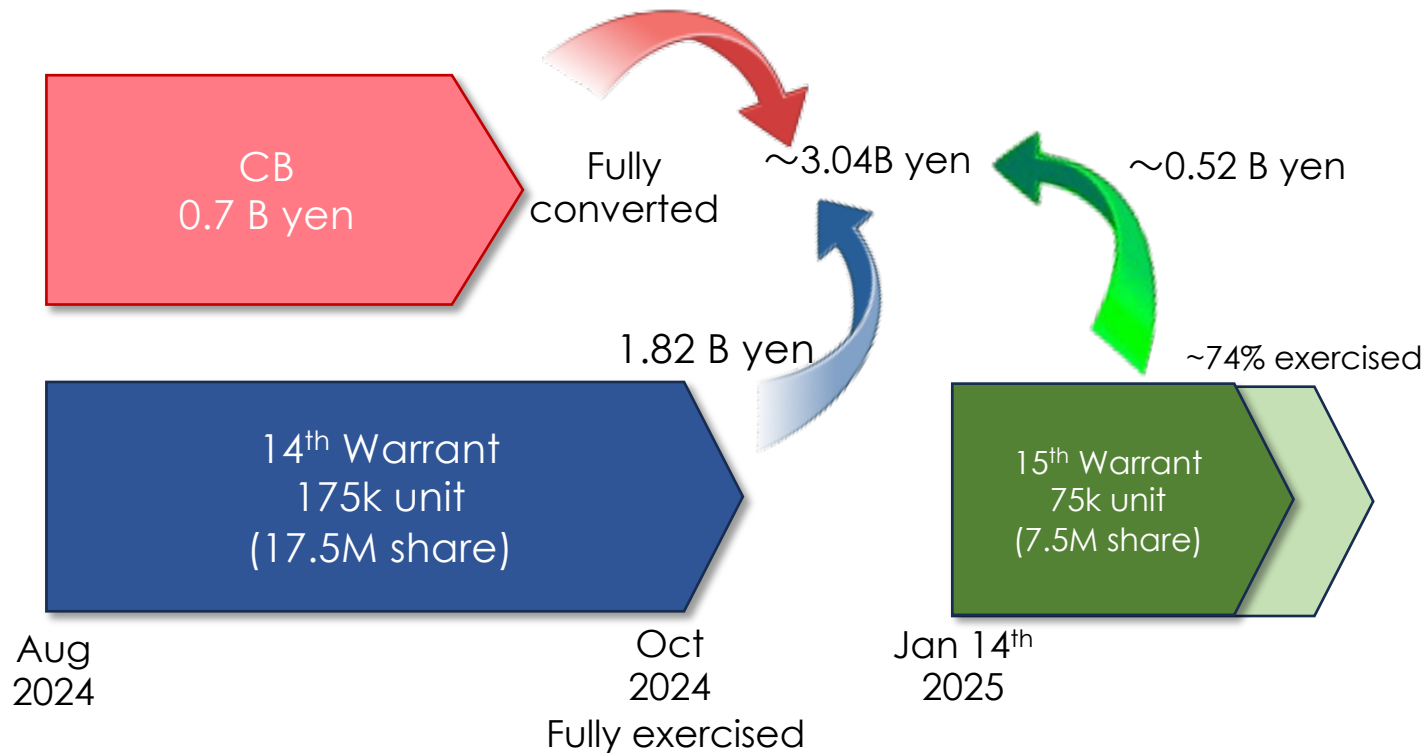 CB
0.7 B yen
Fully
converted
～3.04B yen
～0.52 B yen
1.82 B yen
~74% exercised
14th Warrant
175k unit
(17.5M share)
15th Warrant
75k unit
(7.5M share)
Aug
2024
Oct
2024
Fully exercised
Jan 14th
2025